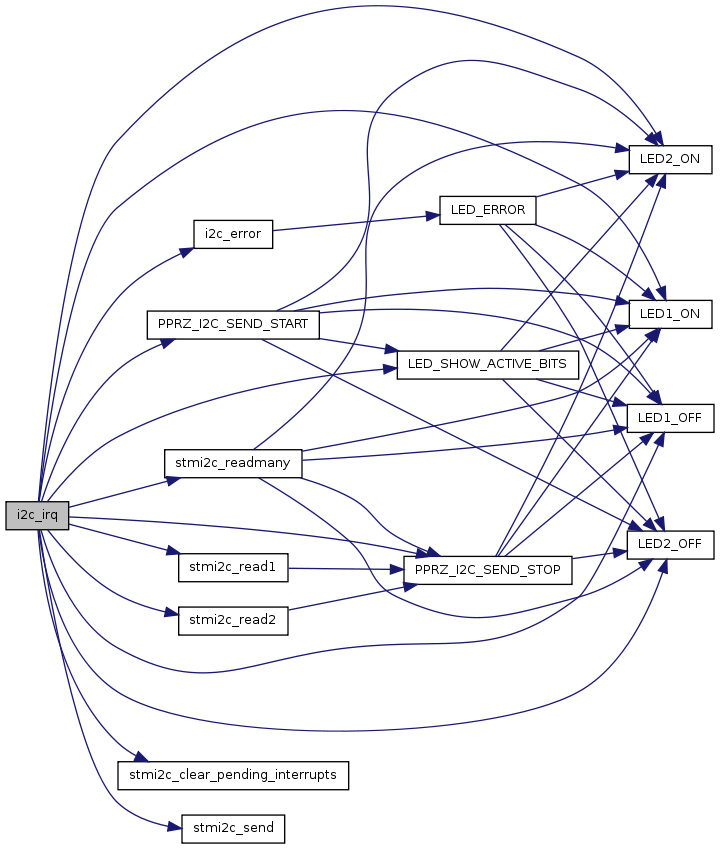 LED2_ON
LED_ERROR
i2c_error
LED1_ON
PPRZ_I2C_SEND_START
LED_SHOW_ACTIVE_BITS
LED1_OFF
stmi2c_readmany
i2c_irq
LED2_OFF
stmi2c_read1
PPRZ_I2C_SEND_STOP
stmi2c_read2
stmi2c_clear_pending_interrupts
stmi2c_send